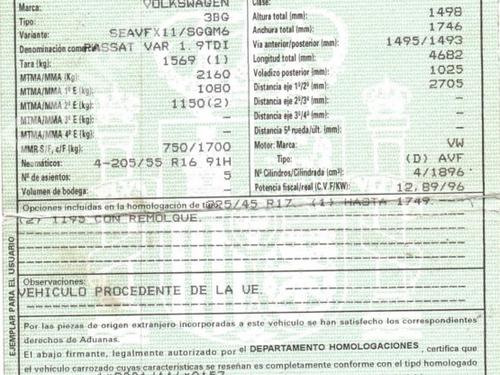 Marca: VOLKSWAGEN
Tipo: 3BG
Variante: SEAVFX11/SGGM6
Denominación comer PASSAT VAR 1.9TDI
Tara (kg): 1569 (1)
MTMA/MMA (Kg): 2160
MTMA/MMA 1º E (kg): 1080
MTMA/MMA 2º E (kg): 1150(2)
MTMA/MMA 3º E (kg): -
MTMA/MMA 4º E (kg): -
MMR S/F, c/F (kg): 750/1700
Neumáticos: 4-205/55 R16 91H
Nº de asientos: 5
Volumen de bodega: -
Clase:
Altura total (mm): 1498
Anchura total (mm): 1746
Vía anterior/posterior (mm): 1495/1493
Longitud total (mm): 4682
Voladizo posterior (mm): 1025
Distancia eje 1º/2º (mm): 2705
Distancia eje 2º/3º (mm): -
Distancia eje 3º/4º (mm): -
Distancia 5ª rueda/últ. (mm): -
Motor: Marca: VW
Tipo: (D) AVF
Nº Cilindros/Cilindrada (cm³): 4/1896
Potencia fiscal/real (C.V.F/KW): 12,89/96
Opciones incluidas en la homologación de tipo 225/45 R17. (1) HASTA 1749
(2) 1195 CON REMOLQUE.
Observaciones:
VEHICULO PROCEDENTE DE LA UE.
EJEMPLAR PARA EL USUARIO
Por las piezas de origen extranjero incorporadas a este vehículo se han satisfecho los correspondientes
derechos de Aduanas.
El abajo firmante, legalmente autorizado por el DEPARTAMENTO HOMOLOGACIONES, certifica que
el vehículo carrozado cuyas características se reseñan es completamente conforme con el tipo homologado